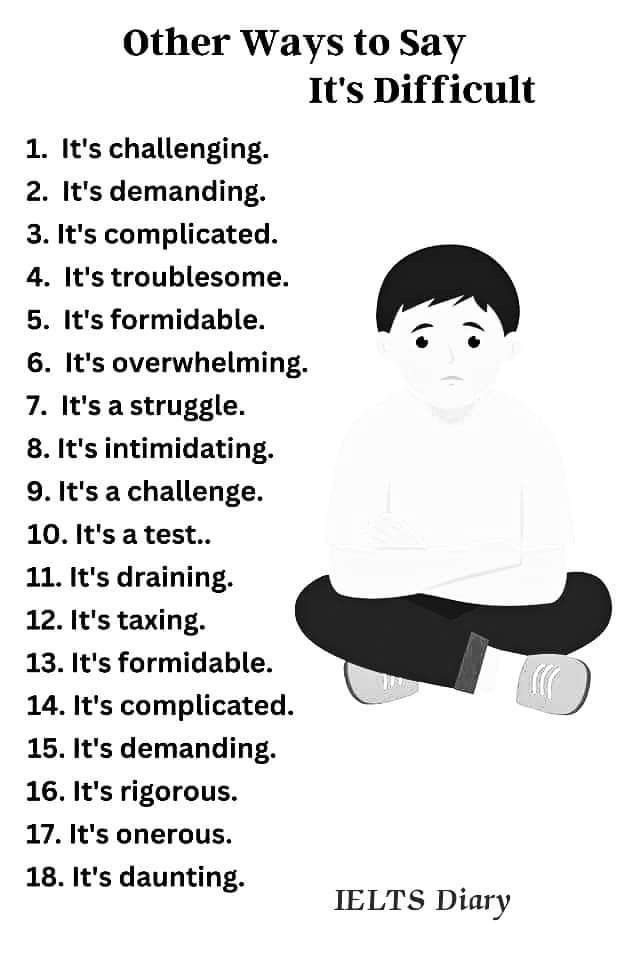 Other Ways to Say
It's Difficult
1. It's challenging.
2. It's demanding.
3. It's complicated.
4. It's troublesome.
5. It's formidable.
6. It's overwhelming.
7. It's a struggle.
8. It's intimidating.
9. It's a challenge.
10. It's a test..
11. It's draining.
12. It's taxing.
13. It's formidable.
14. It's complicated.
15. It's demanding.
16. It's rigorous.
17. It's onerous.
18. It's daunting.
IELTS Diary